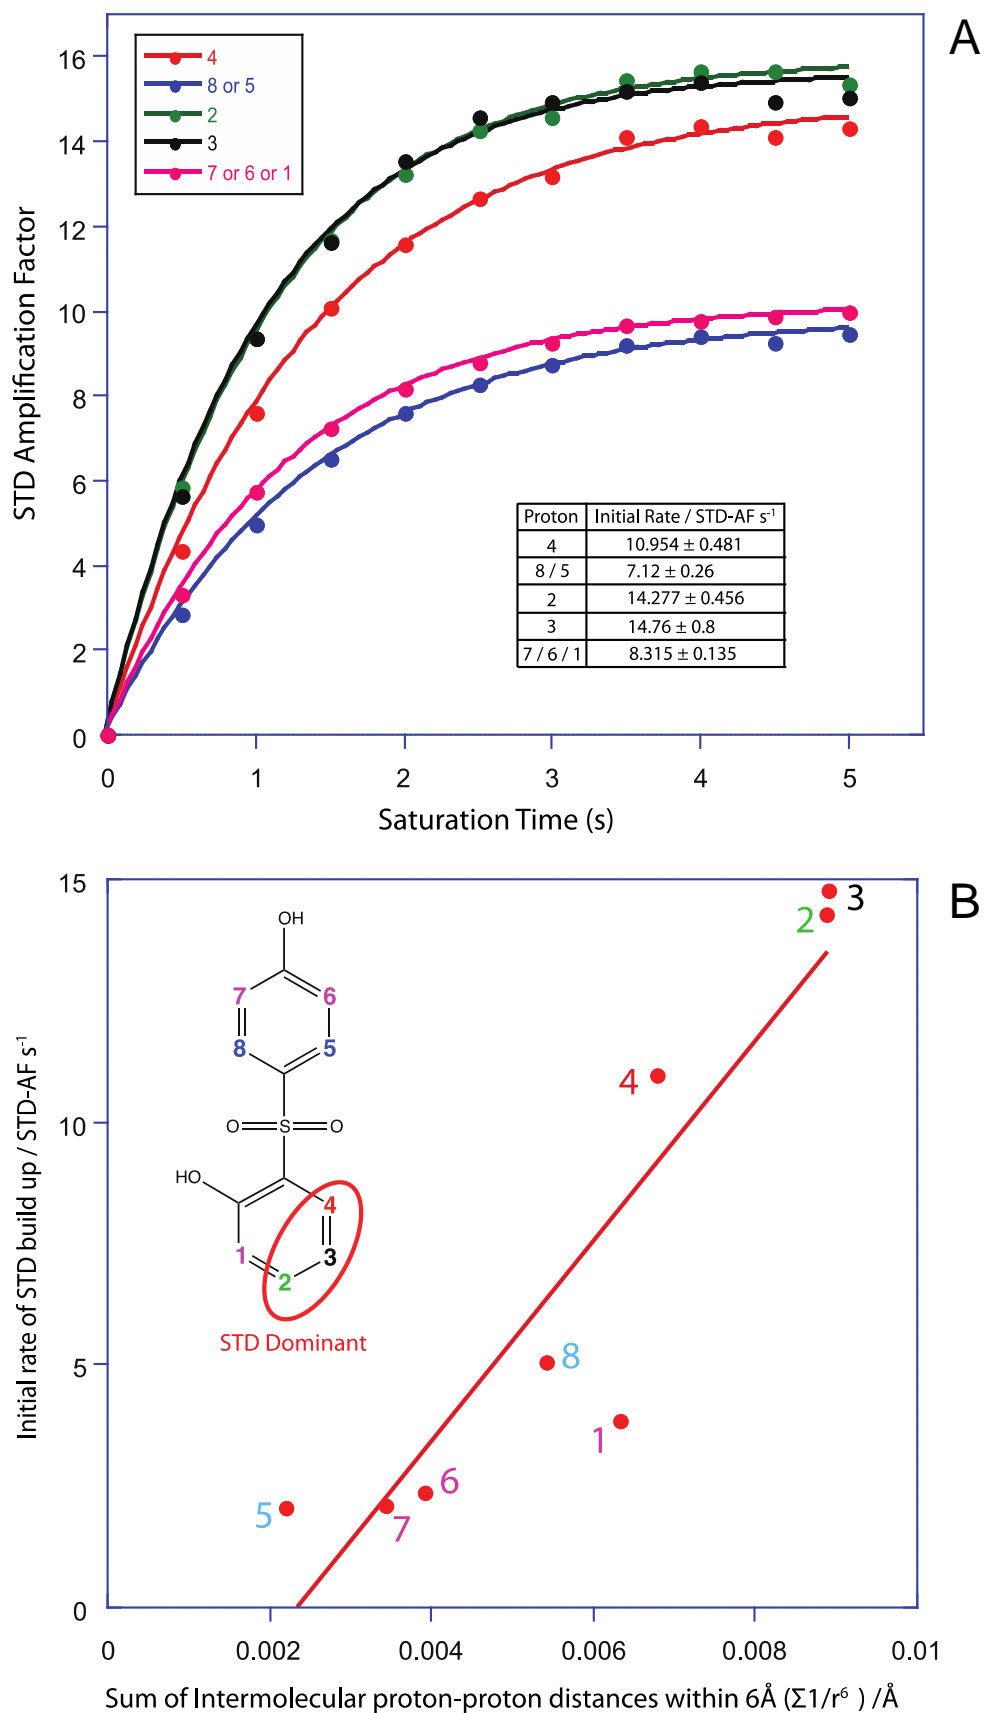 A
STD Amplification Factor
16
14
12
10
8
6
4
2
0
4
8 or 5
2
3
7 or 6 or 1
Proton Initial Rate / STD-AF s⁻¹
4 10.954 ± 0.481
8 / 5 7.12 ± 0.26
2 14.277 ± 0.456
3 14.76 ± 0.8
7 / 6 / 1 8.315 ± 0.135
0 1 2 3 4 5
Saturation Time (s)
B
Initial rate of STD build up / STD-AF s⁻¹
15
10
5
0
OH
7 6
8 5
O S O
HO
4
1 3
2
STD Dominant
3
2
4
8
1
6
5
7
0 0.002 0.004 0.006 0.008 0.01
Sum of Intermolecular proton-proton distances within 6Å (Σ1/r⁶ ) /Å